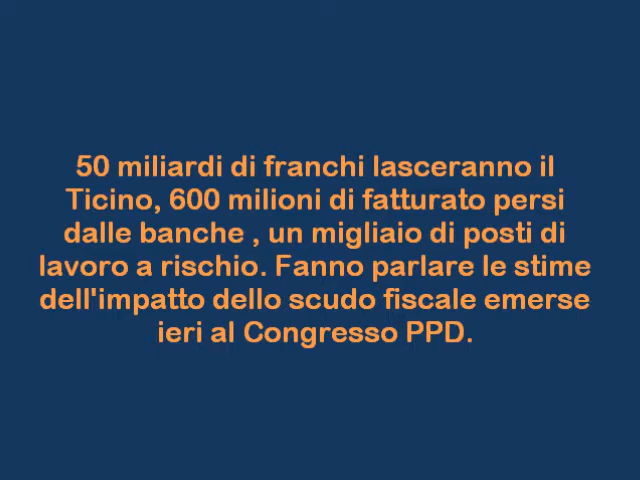 50 miliardi di franchi lasceranno il
Ticino, 600 milioni di fatturato persi
dalle banche , un migliaio di posti di
lavoro a rischio. Fanno parlare le stime
dell'impatto dello scudo fiscale emerse
ieri al Congresso PPD.